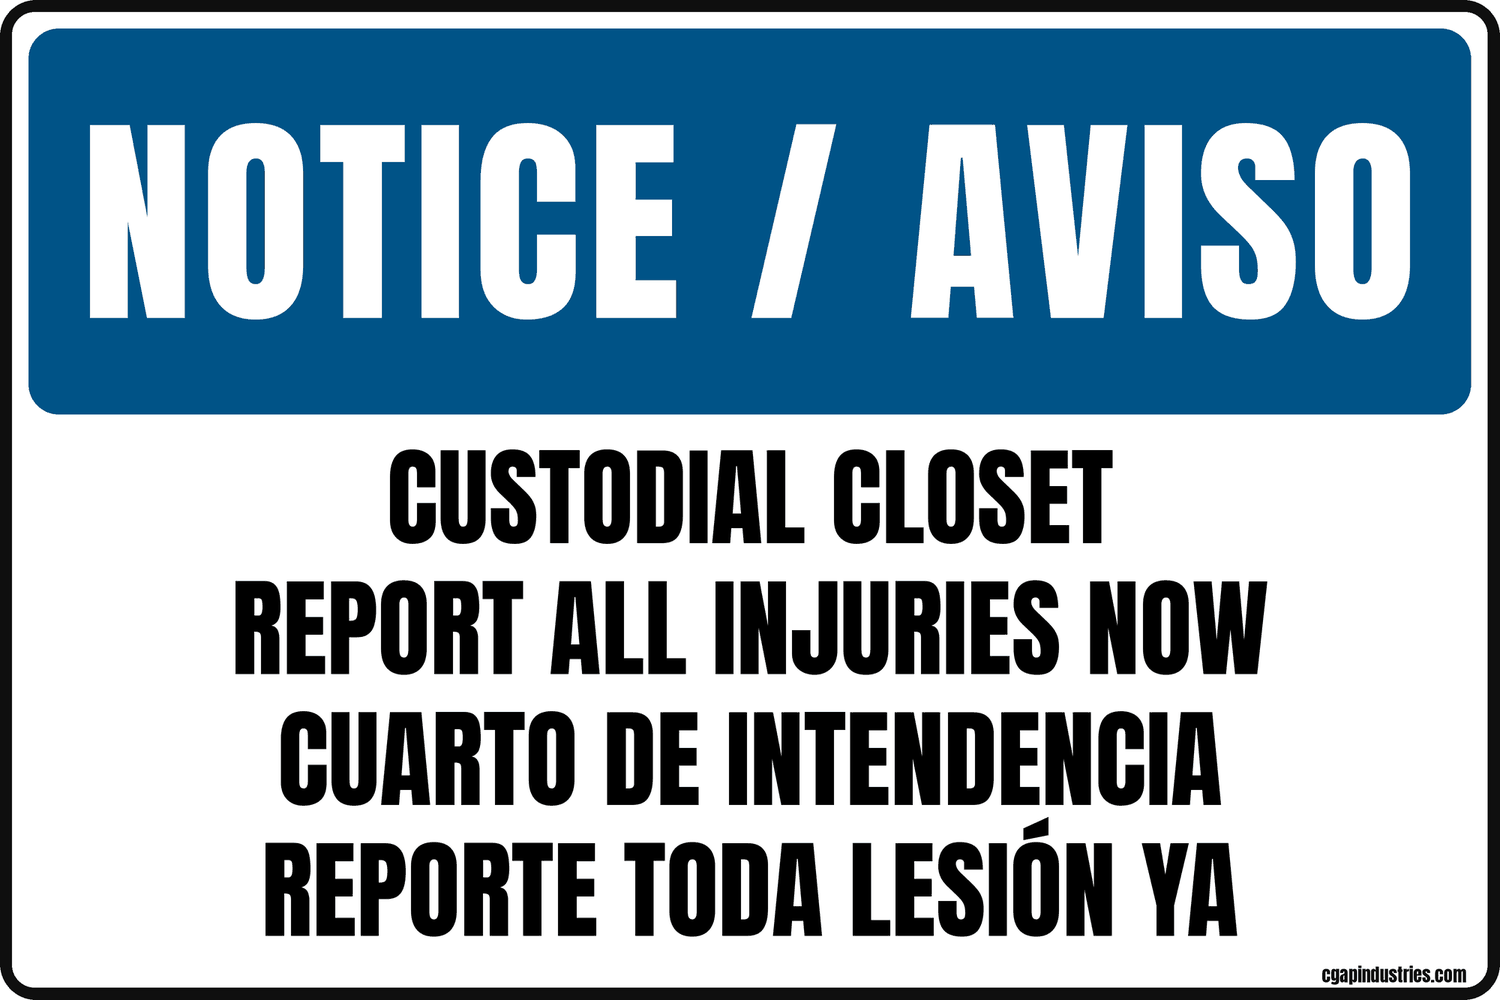 NOTICE / AVISO
CUSTODIAL CLOSET
REPORT ALL INJURIES NOW
CUARTO DE INTENDENCIA
REPORTE TODA LESIÓN YA
cgapindustries.com